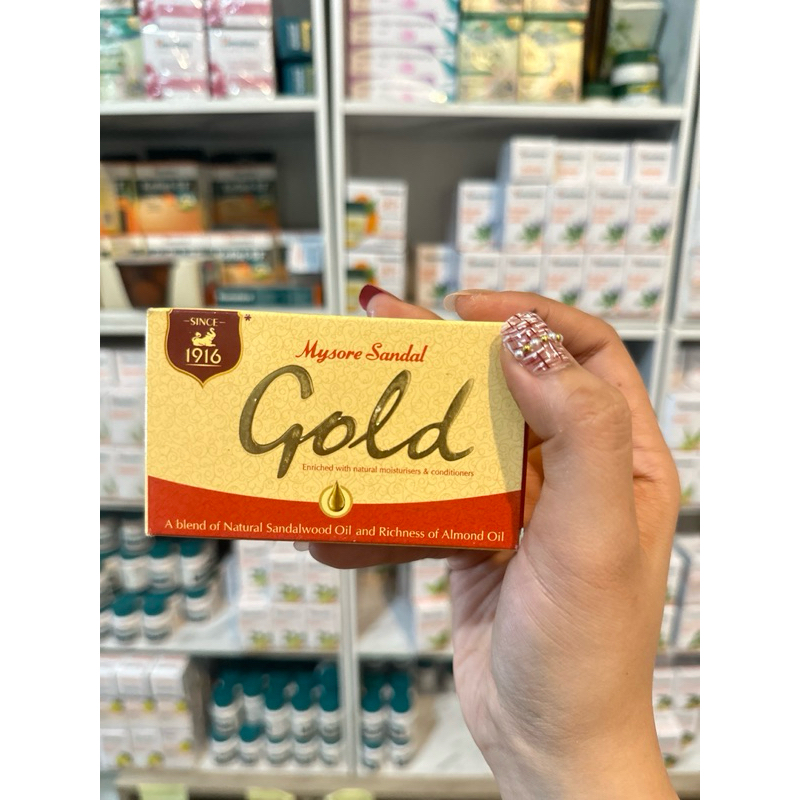 SINCE
1916
*
Mysore Sandal
Gold
Enriched with natural moisturisers & conditioners
A blend of Natural Sandalwood Oil and Richness of Almond Oil